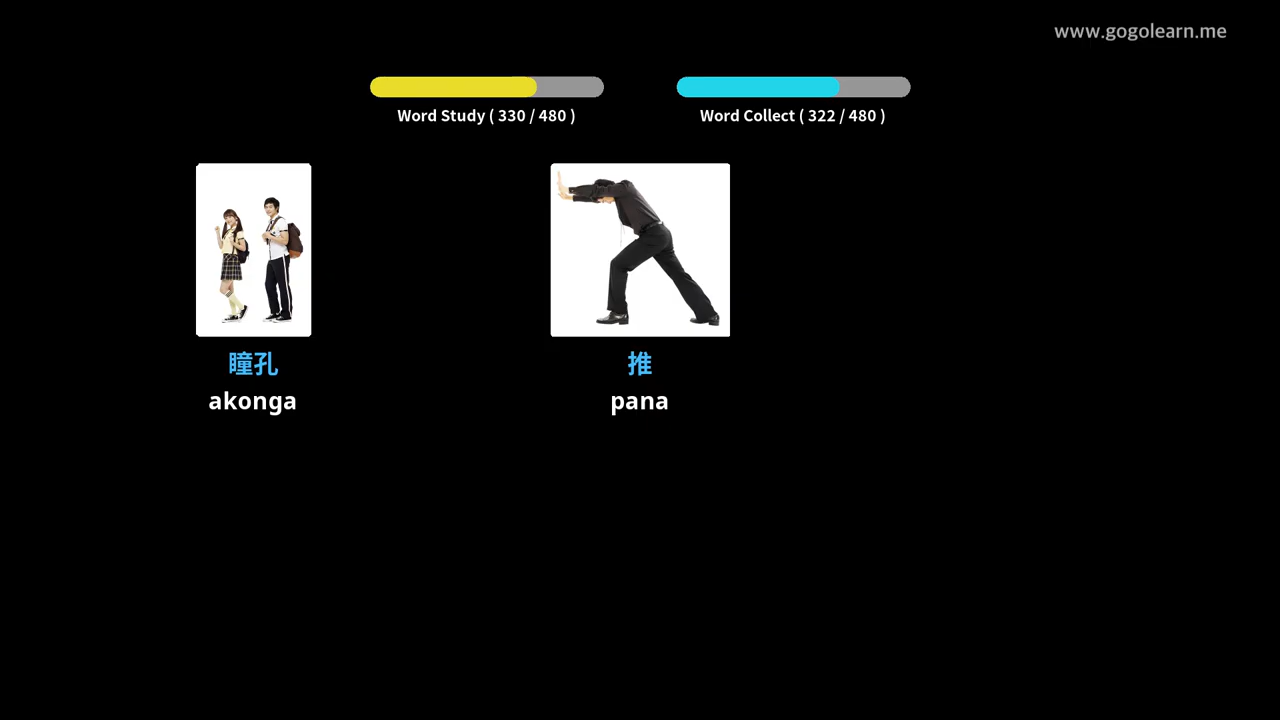 www.gogolearn.me
Word Study ( 330 / 480 )
Word Collect ( 322 / 480 )
瞳孔
akonga
推
pana